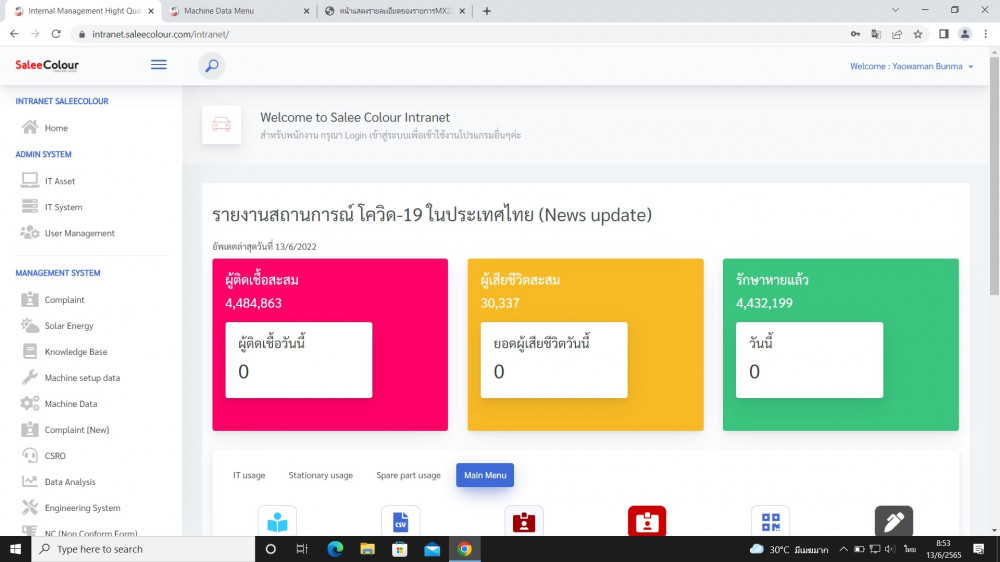 Internal Management Hight Qual
Machine Data Menu
หน้าแสดงรายละเอียดของรายการMX2
intranet.saleecolour.com/intranet/
SaleeColour
Welcome : Yaowaman Bunma
INTRANET SALEECOLOUR
Home
ADMIN SYSTEM
IT Asset
IT System
User Management
MANAGEMENT SYSTEM
Complaint
Solar Energy
Knowledge Base
Machine setup data
Machine Data
Complaint [New]
CSRO
Data Analysis
Engineering System
NC (Non Conform Form)
Welcome to Salee Colour Intranet
สำหรับพนักงาน กรุณา Login เข้าสู่ระบบเพื่อเข้าใช้งานโปรแกรมอื่นๆค่ะ
รายงานสถานการณ์ โควิด-19 ในประเทศไทย (News update)
อัพเดตล่าสุดวันที่ 13/6/2022
ผู้ติดเชื้อสะสม
4,484,863
ผู้ติดเชื้อวันนี้
0
ผู้เสียชีวิตสะสม
30,337
ยอดผู้เสียชีวิตวันนี้
0
รักษาหายแล้ว
4,432,199
วันนี้
0
IT usage
Stationary usage
Spare part usage
Main Menu
CSV
Type here to search
30°C มีเมฆมาก
ไทย
8:53
13/6/2565